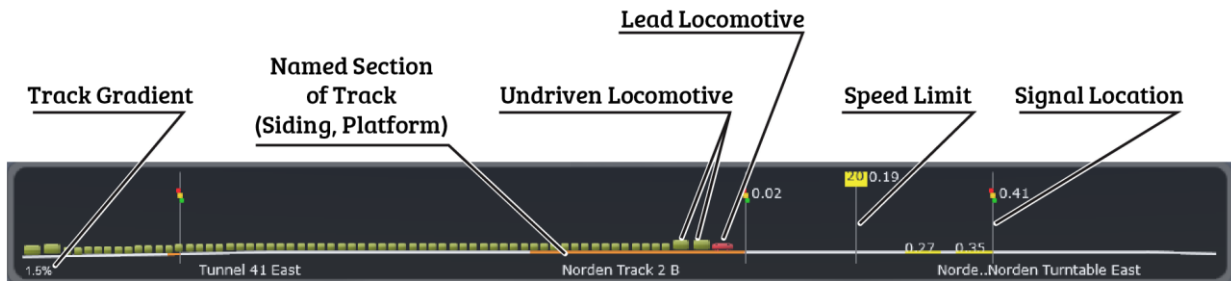 Lead Locomotive
Named Section
of Track
(Siding, Platform)
Track Gradient
Undriven Locomotive
Speed Limit
Signal Location
20 0.19
0.02
0.41
0.27
0.35
1.5%
Tunnel 41 East
Norden Track 2 B
Norde..Norden Turntable East